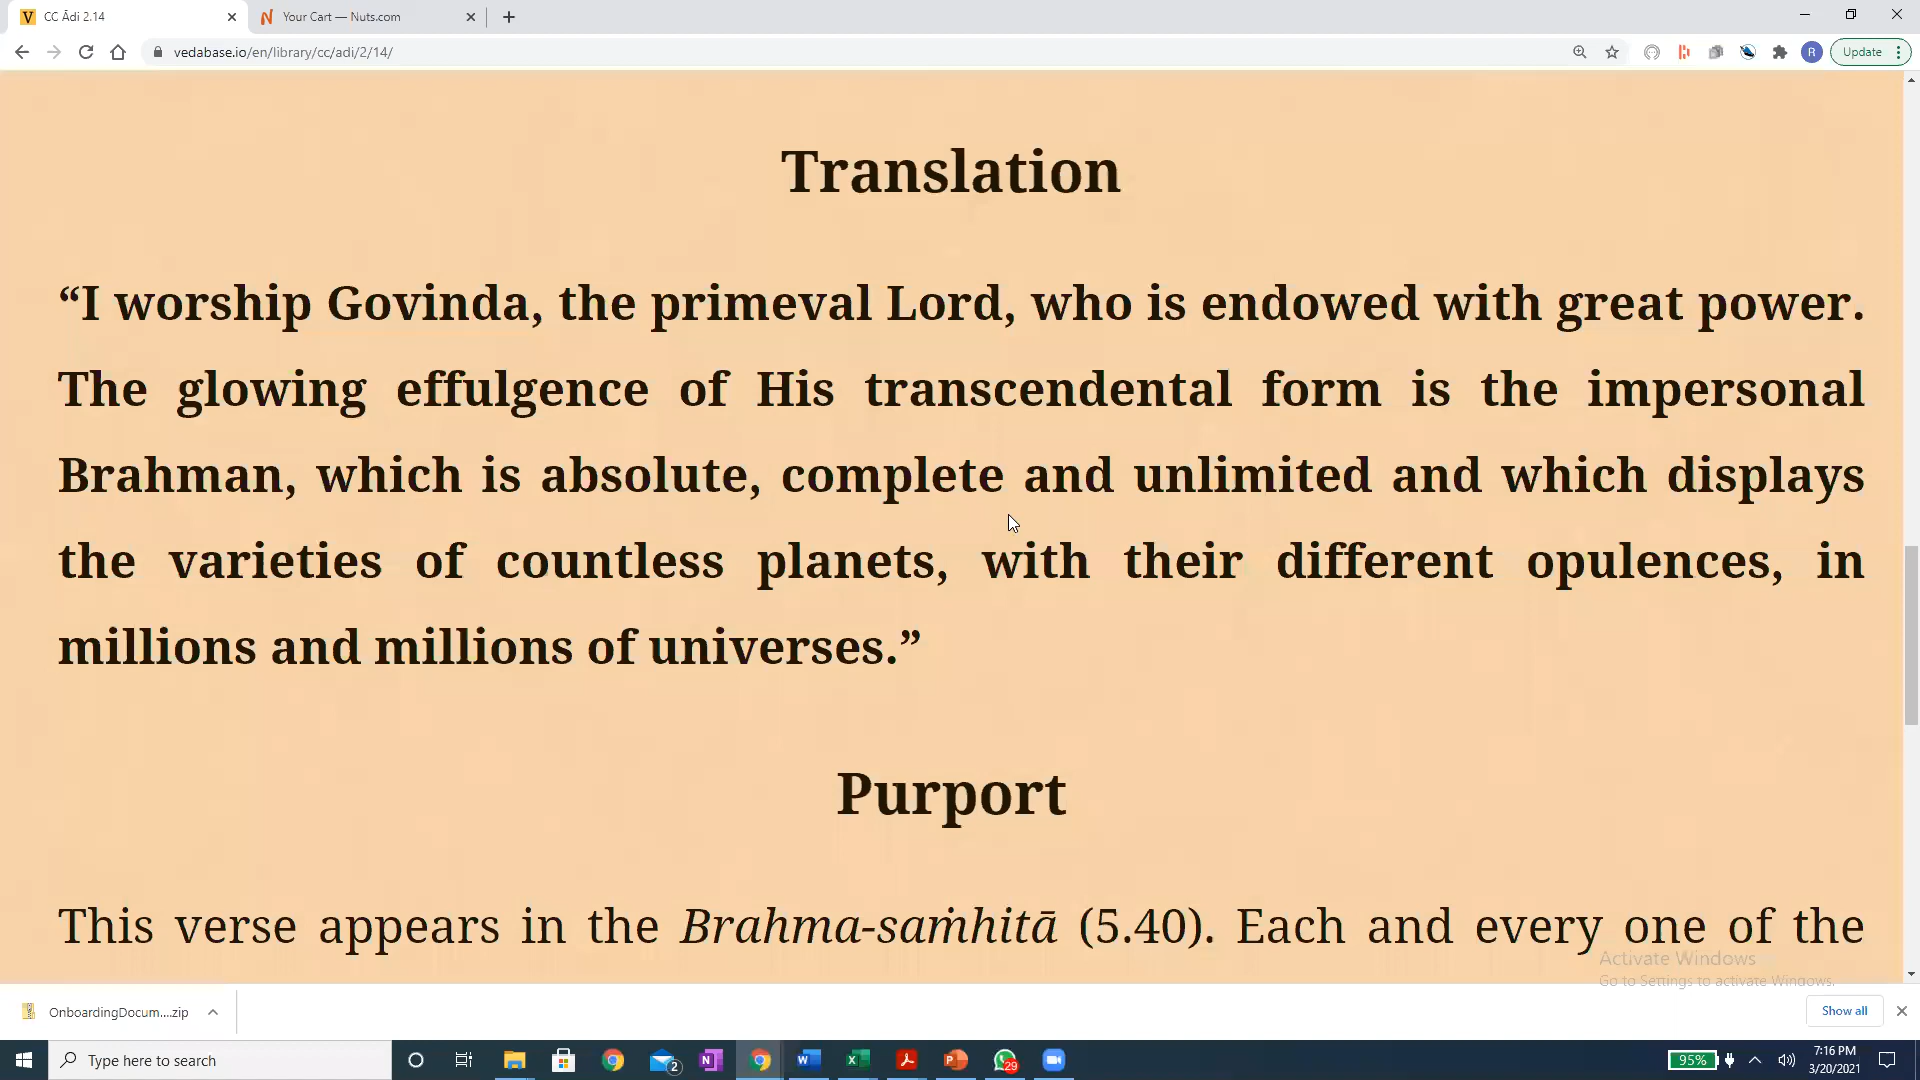 CC Ādi 2.14
Your Cart — Nuts.com
vedabase.io/en/library/cc/adi/2/14/
R
Update
Translation
“I worship Govinda, the primeval Lord, who is endowed with great power.
The glowing effulgence of His transcendental form is the impersonal
Brahman, which is absolute, complete and unlimited and which displays
the varieties of countless planets, with their different opulences, in
millions and millions of universes.”
Purport
This verse appears in the Brahma-saṁhitā (5.40). Each and every one of the
Activate Windows
Go to Settings to activate Windows.
OnboardingDocum....zip
Show all
Type here to search
2
29
95%
7:16 PM
3/20/2021